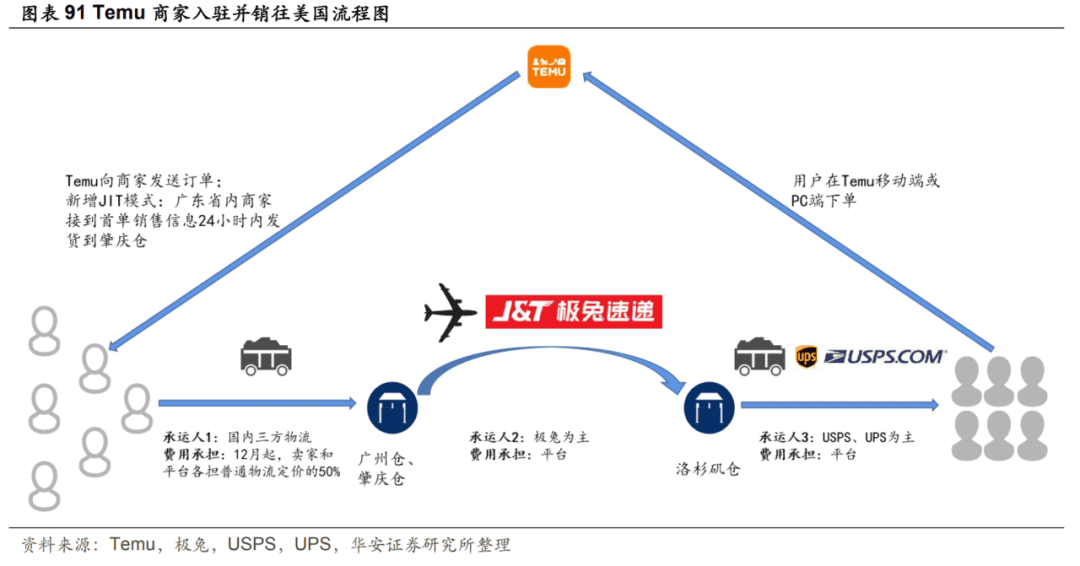 图表 91 Temu 商家入驻并销往美国流程图
TEMU
Temu向商家发送订单；
新增JIT模式：广东省内商家
接到首单销售信息24小时内发
货到肇庆仓
用户在Temu移动端或
PC端下单
J&T 极兔速递
ups
USPS.COM®
承运人1：国内三方物流
费用承担：12月起，卖家和
平台各担普通物流定价的50%
广州仓、
肇庆仓
承运人2：极兔为主
费用承担：平台
洛杉矶仓
承运人3：USPS、UPS为主
费用承担：平台
资料来源：Temu，极兔，USPS，UPS，华安证券研究所整理